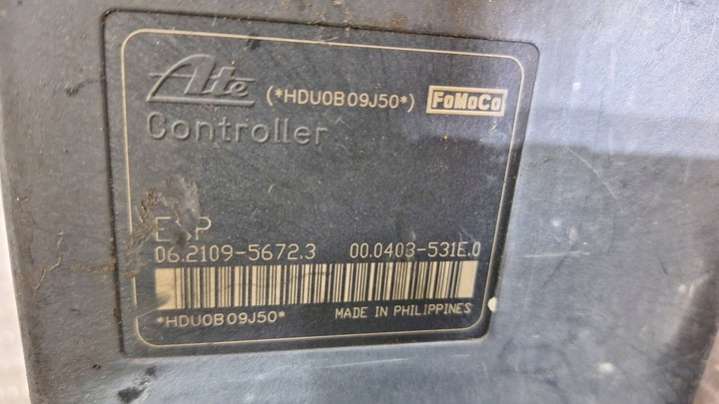 Ate (*HDU0B09J50*) FoMoCo
Controller
ESP
06.2109-5672.3 00.0403-531E.0
*HDU0B09J50* MADE IN PHILIPPINES